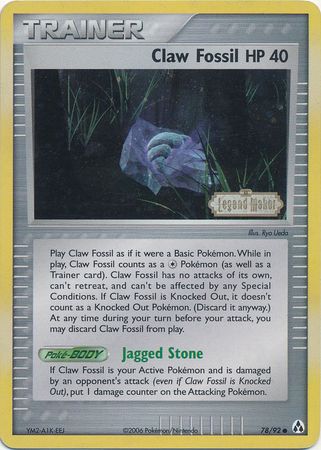 TRAINER
Claw Fossil HP 40
Legend Maker
Illus. Ryo Ueda
Play Claw Fossil as if it were a Basic Pokémon. While in
play, Claw Fossil counts as a Pokémon (as well as a
Trainer card). Claw Fossil has no attacks of its own,
can't retreat, and can't be affected by any Special
Conditions. If Claw Fossil is Knocked Out, it doesn't
count as a Knocked Out Pokémon. (Discard it anyway.)
At any time during your turn before your attack, you
may discard Claw Fossil from play.
Poké-BODY Jagged Stone
If Claw Fossil is your Active Pokémon and is damaged
by an opponent's attack (even if Claw Fossil is Knocked
Out), put 1 damage counter on the Attacking Pokémon.
YM2-A1K-EEJ ©2006 Pokémon/Nintendo 78/92